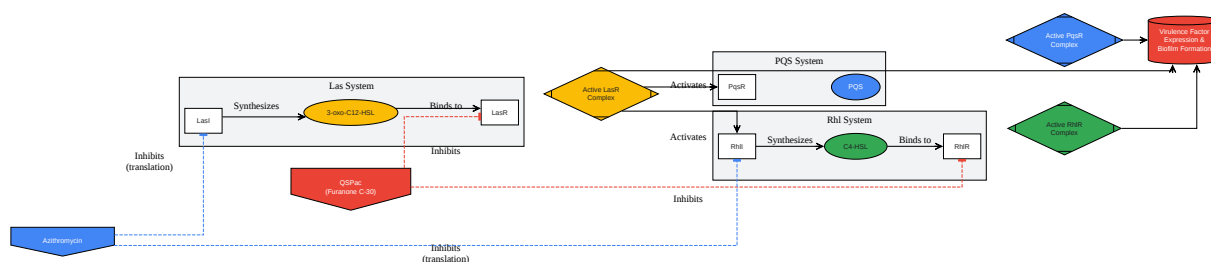 Active PqsR
Complex
Virulence Factor
Expression &
Biofilm Formation
PQS System
Las System
Active LasR
Complex
Activates
PqsR
PQS
LasI
Synthesizes
3-oxo-C12-HSL
Binds to
LasR
Rhl System
Active RhlR
Complex
Activates
RhlI
Synthesizes
C4-HSL
Binds to
RhlR
Inhibits
(translation)
Inhibits
QSPac
(Furanone C-30)
Inhibits
Azithromycin
Inhibits
(translation)